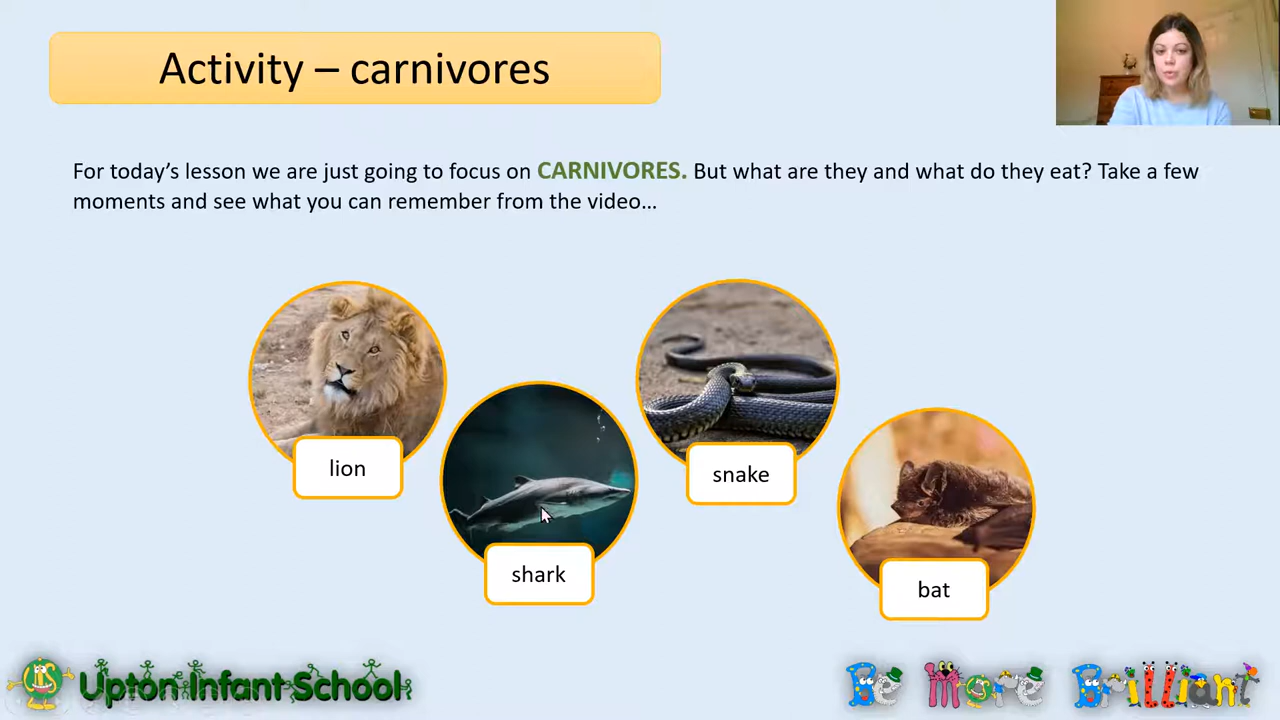 Activity – carnivores
For today's lesson we are just going to focus on CARNIVORES. But what are they and what do they eat? Take a few
moments and see what you can remember from the video…
lion
snake
shark
bat
Upton Infant School
Be More Brilliant